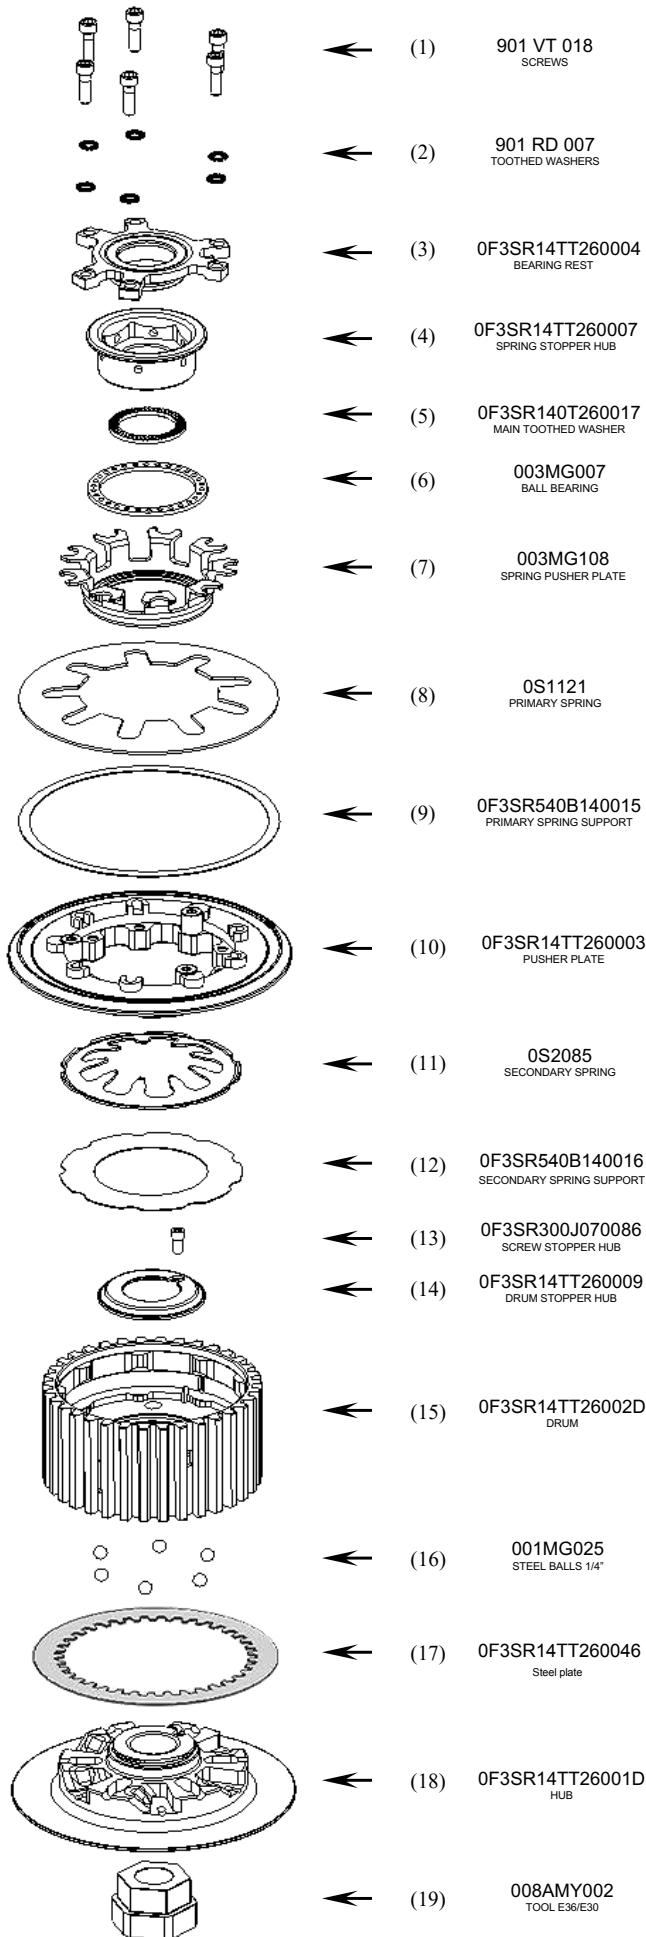 (1) 901 VT 018
SCREWS
(2) 901 RD 007
TOOTHED WASHERS
(3) 0F3SR14TT260004
BEARING REST
(4) 0F3SR14TT260007
SPRING STOPPER HUB
(5) 0F3SR140T260017
MAIN TOOTHED WASHER
(6) 003MG007
BALL BEARING
(7) 003MG108
SPRING PUSHER PLATE
(8) 0S1121
PRIMARY SPRING
(9) 0F3SR540B140015
PRIMARY SPRING SUPPORT
(10) 0F3SR14TT260003
PUSHER PLATE
(11) 0S2085
SECONDARY SPRING
(12) 0F3SR540B140016
SECONDARY SPRING SUPPORT
(13) 0F3SR300J070086
SCREW STOPPER HUB
(14) 0F3SR14TT260009
DRUM STOPPER HUB
(15) 0F3SR14TT26002D
DRUM
(16) 001MG025
STEEL BALLS 1/4"
(17) 0F3SR14TT260046
Steel plate
(18) 0F3SR14TT26001D
HUB
(19) 008AMY002
TOOL E36/E30